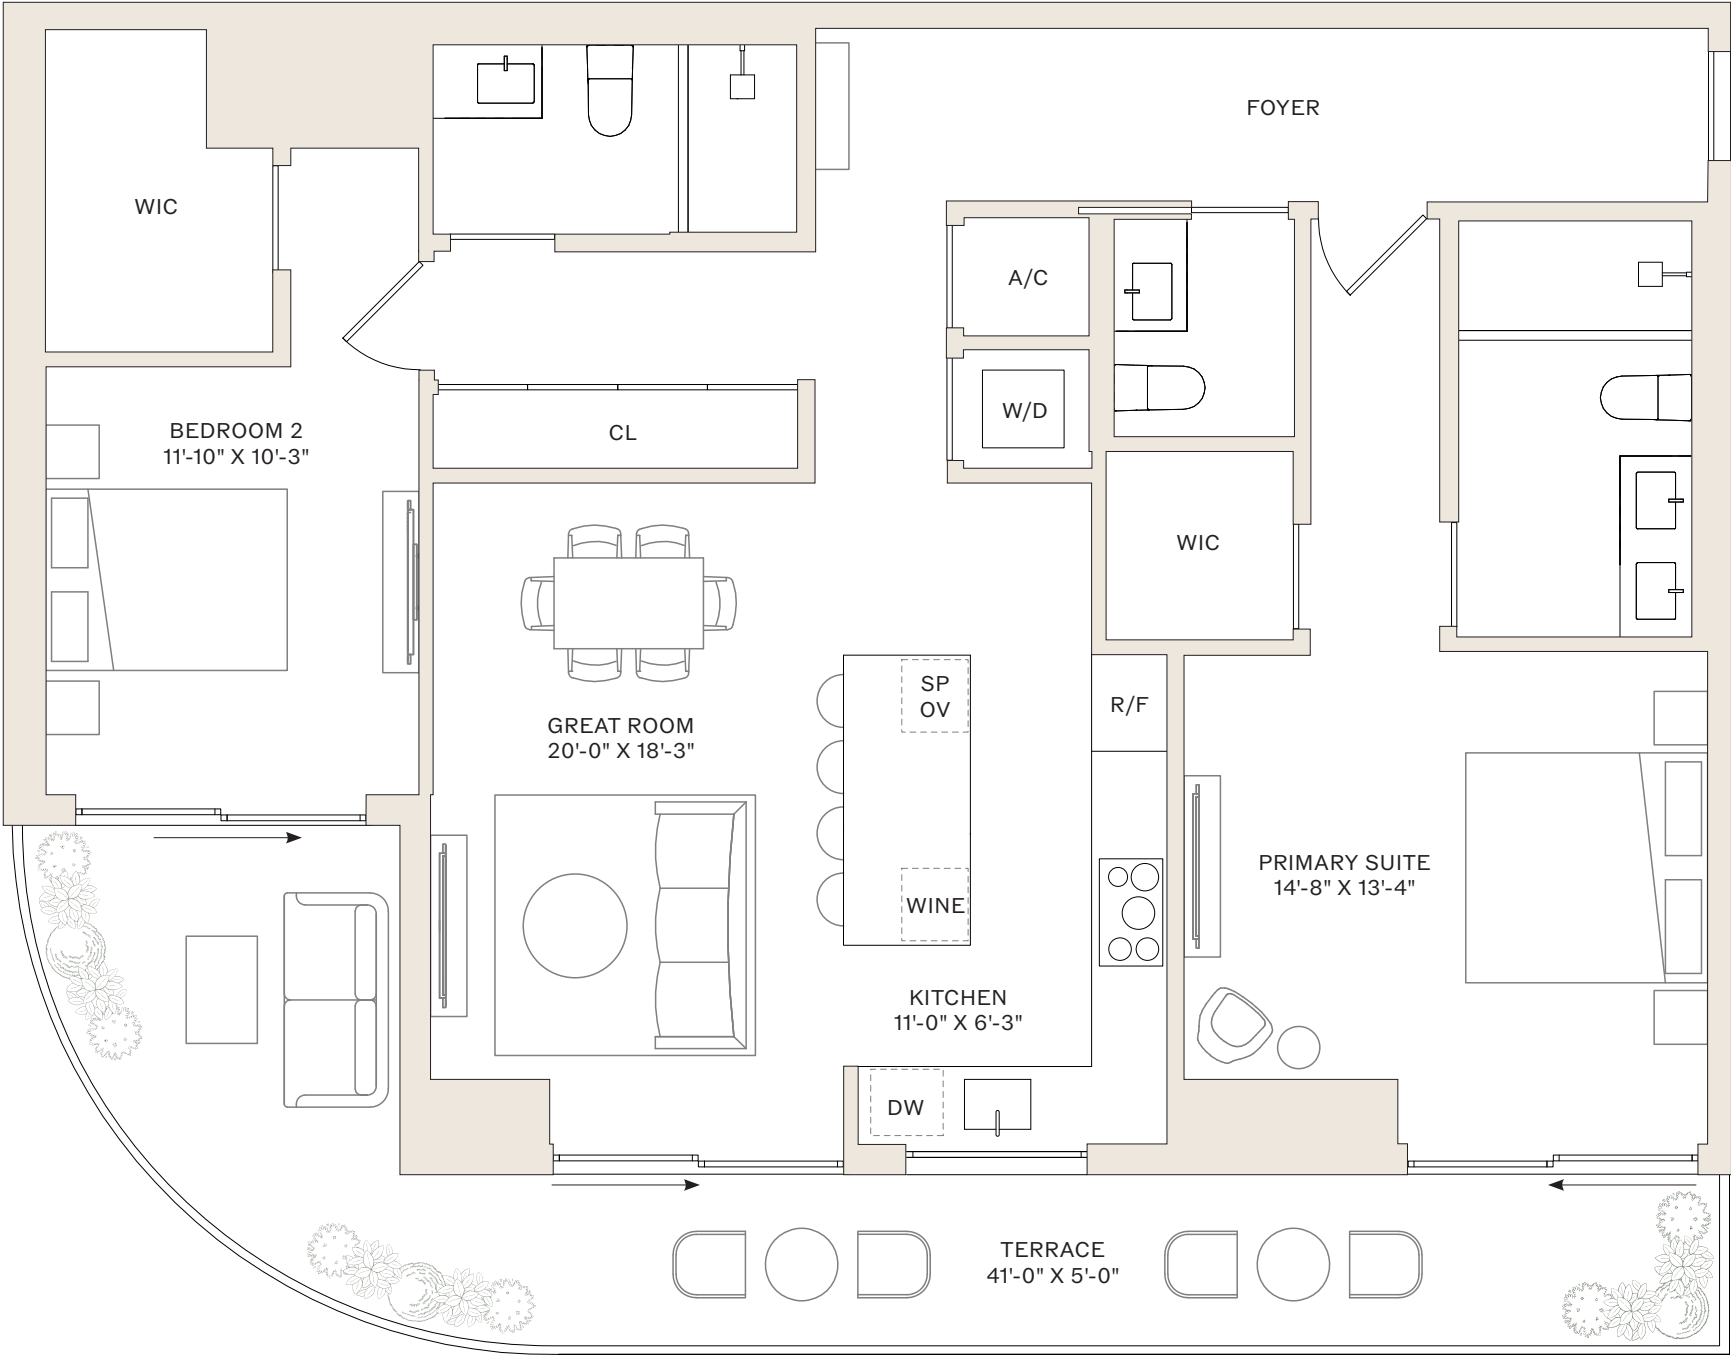 FOYER
WIC
A/C
W/D
BEDROOM 2
11'-10" X 10'-3"
CL
WIC
SP
OV
R/F
GREAT ROOM
20'-0" X 18'-3"
PRIMARY SUITE
14'-8" X 13'-4"
WINE
KITCHEN
11'-0" X 6'-3"
DW
TERRACE
41'-0" X 5'-0"